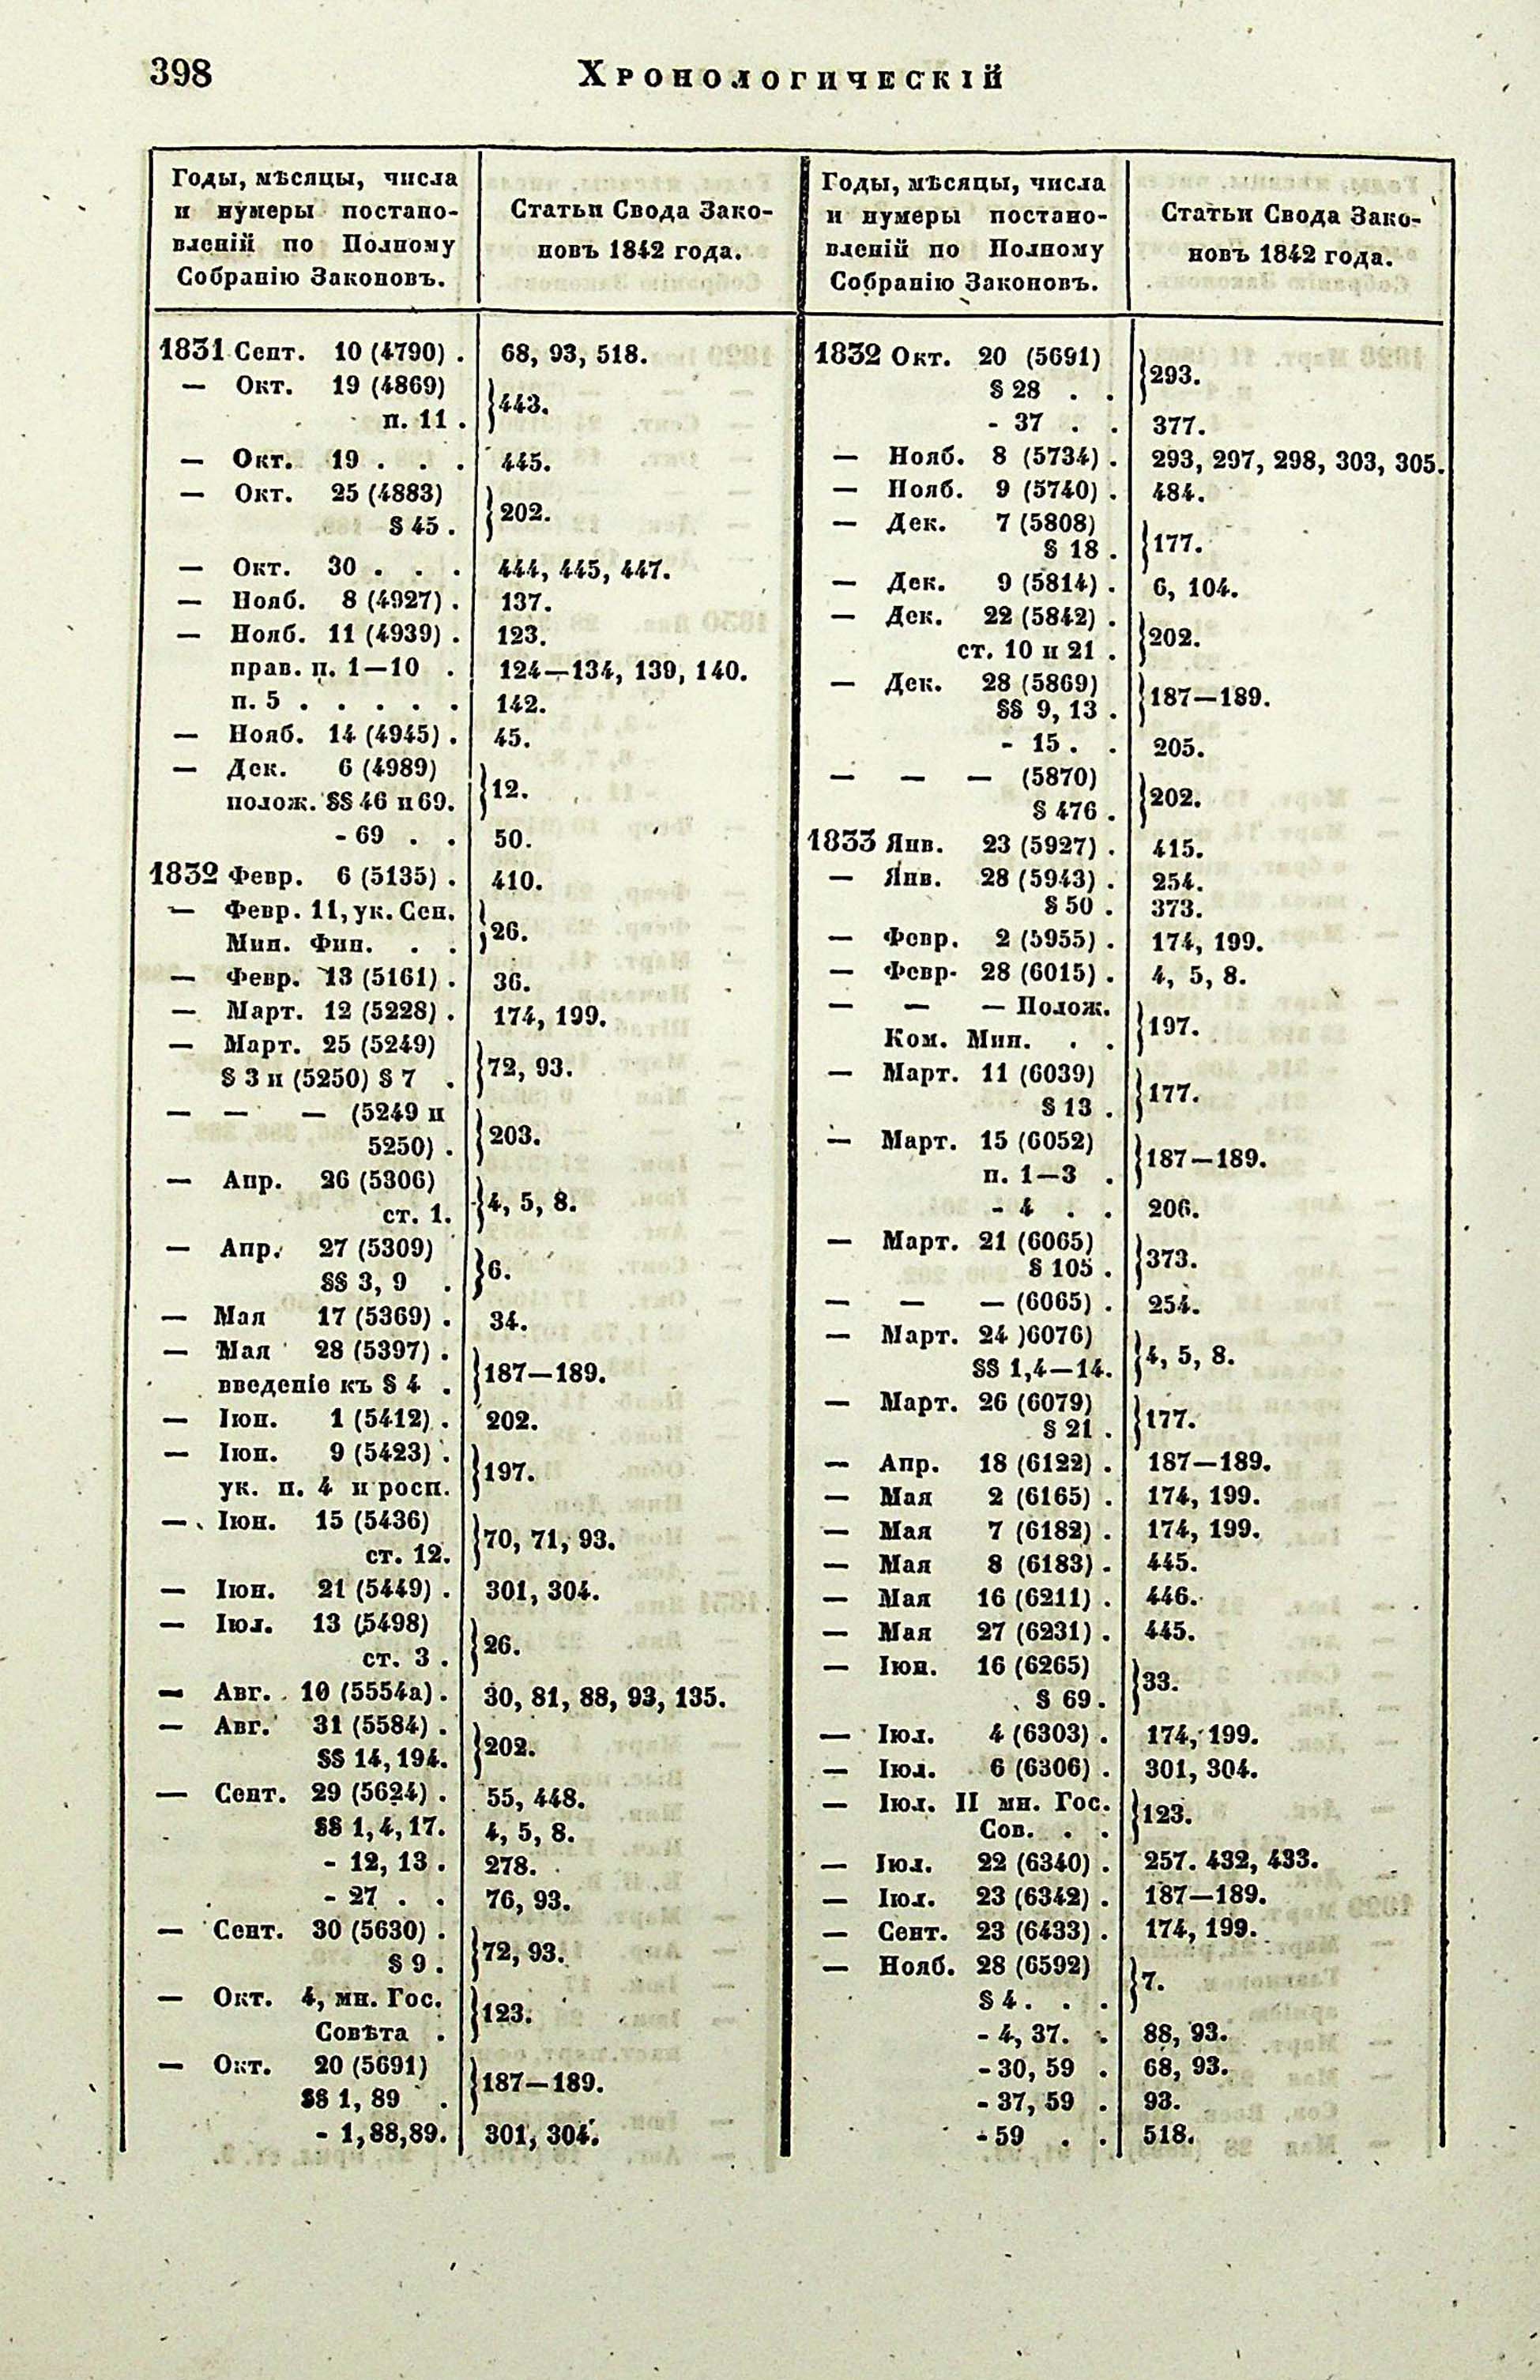 398
Хронологическій
Годы, мѣсяцы, числа
и нумеры постано-
вленій по Полному
Собранію Законовъ.
Статьи Свода Зако-
новъ 1842 года.
1831 Сент. 10 (4790) . 68, 93, 518.
— Окт. 19 (4869)
п. 11 . } 443.
— Окт. 19 . . . 445.
— Окт. 25 (4883)
§ 45 . } 202.
— Окт. 30 . . . 444, 445, 447.
— Нояб. 8 (4927) . 137.
— Нояб. 11 (4939) . 123.
прав. п. 1—10 . 124—134, 139, 140.
п. 5 . . . . . 142.
— Нояб. 14 (4945) . 45.
— Дек. 6 (4989)
полож. §§ 46 и 69. } 12.
- 69 . . 50.
1832 Февр. 6 (5135) . 410.
— Февр. 11, ук. Сен.
Мин. Фин. . . } 26.
— Февр. 13 (5161) . 36.
— Март. 12 (5228) . 174, 199.
— Март. 25 (5249)
§ 3 и (5250) § 7 . } 72, 93.
— — — (5249 и
5250) . } 203.
— Апр. 26 (5306)
ст. 1. } 4, 5, 8.
— Апр. 27 (5309)
§§ 3, 9 . } 6.
— Мая 17 (5369) . 34.
— Мая 28 (5397) .
введеніе къ § 4 . } 187—189.
— Іюн. 1 (5412) . 202.
— Іюн. 9 (5423) .
ук. п. 4 и росп. } 197.
— Іюн. 15 (5436)
ст. 12. } 70, 71, 93.
— Іюн. 21 (5449) . 301, 304.
— Іюл. 13 (5498)
ст. 3 . } 26.
— Авг. 10 (5554а) . 30, 81, 88, 93, 135.
— Авг. 31 (5584) .
§§ 14, 194. } 202.
— Сент. 29 (5624) . 55, 448.
§§ 1, 4, 17. 4, 5, 8.
- 12, 13 . 278.
- 27 . . 76, 93.
— Сент. 30 (5630) .
§ 9 . } 72, 93.
— Окт. 4, мн. Гос.
Совѣта . } 123.
— Окт. 20 (5691)
§§ 1, 89 . } 187—189.
- 1,88,89. 301, 304.
Годы, мѣсяцы, числа
и нумеры постано-
вленій по Полному
Собранію Законовъ.
Статьи Свода Зако-
новъ 1842 года.
1832 Окт. 20 (5691)
§ 28 . . } 293.
- 37 . . 377.
— Нояб. 8 (5734) . 293, 297, 298, 303, 305.
— Нояб. 9 (5740) . 484.
— Дек. 7 (5808)
§ 18 . } 177.
— Дек. 9 (5814) . 6, 104.
— Дек. 22 (5842) .
ст. 10 и 21 . } 202.
— Дек. 28 (5869)
§§ 9, 13 . } 187—189.
- 15 . . 205.
— — — (5870)
§ 476 . } 202.
1833 Янв. 23 (5927) . 415.
— Янв. 28 (5943) . 254.
§ 50 . 373.
— Февр. 2 (5955) . 174, 199.
— Февр- 28 (6015) . 4, 5, 8.
— — — Полож.
Ком. Мин. . . } 197.
— Март. 11 (6039)
§ 13 . } 177.
— Март. 15 (6052)
п. 1—3 . } 187—189.
- 4 . . 206.
— Март. 21 (6065)
§ 105 . } 373.
— — — (6065) . 254.
— Март. 24 )6076)
§§ 1,4—14. } 4, 5, 8.
— Март. 26 (6079)
§ 21 . } 177.
— Апр. 18 (6122) . 187—189.
— Мая 2 (6165) . 174, 199.
— Мая 7 (6182) . 174, 199.
— Мая 8 (6183) . 445.
— Мая 16 (6211) . 446.
— Мая 27 (6231) . 445.
— Іюн. 16 (6265)
§ 69 . } 33.
— Іюл. 4 (6303) . 174, 199.
— Іюл. 6 (6306) . 301, 304.
— Іюл. II мн. Гос.
Сов. . . } 123.
— Іюл. 22 (6340) . 257. 432, 433.
— Іюл. 23 (6342) . 187—189.
— Сент. 23 (6433) . 174, 199.
— Нояб. 28 (6592)
§ 4 . . . } 7.
- 4, 37. . 88, 93.
- 30, 59 . 68, 93.
- 37, 59 . 93.
- 59 . . 518.